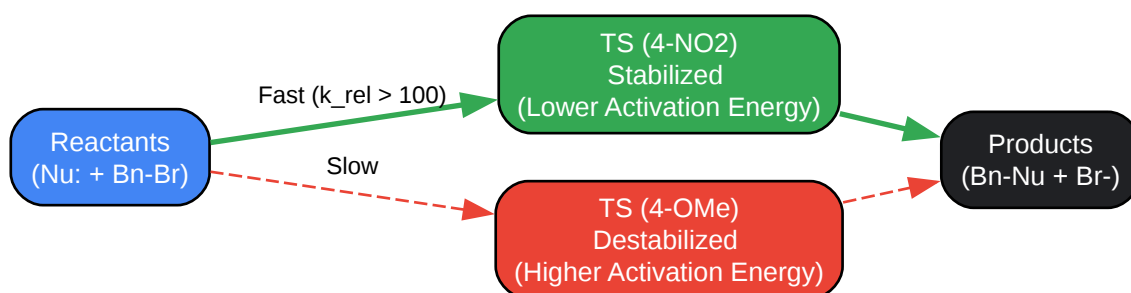 TS (4-NO2)
Stabilized
(Lower Activation Energy)
Fast (k_rel > 100)
Reactants
(Nu: + Bn-Br)
Products
(Bn-Nu + Br-)
Slow
TS (4-OMe)
Destabilized
(Higher Activation Energy)